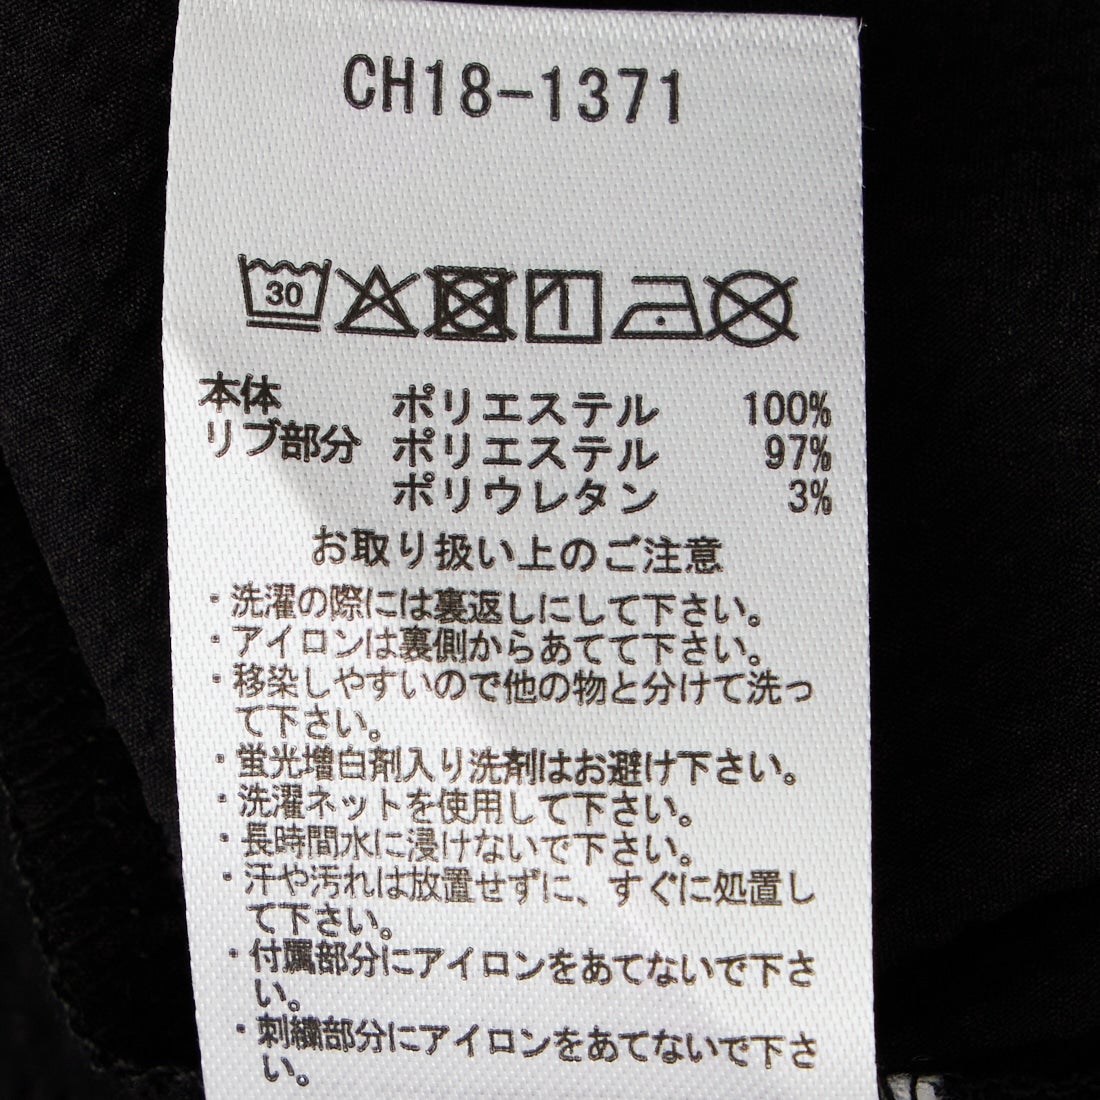 CH18-1371
30
本体 ポリエステル 100%
リブ部分 ポリエステル 97%
ポリウレタン 3%
お取り扱い上のご注意
・洗濯の際には裏返しにして下さい。
・アイロンは裏側からあてて下さい。
・移染しやすいので他の物と分けて洗っ
て下さい。
・蛍光増白剤入り洗剤はお避け下さい。
・洗濯ネットを使用して下さい。
・長時間水に浸けないで下さい。
・汗や汚れは放置せずに、すぐに処置し
て下さい。
・付属部分にアイロンをあてないで下さ
い。
・刺繍部分にアイロンをあてないで下さ
い。